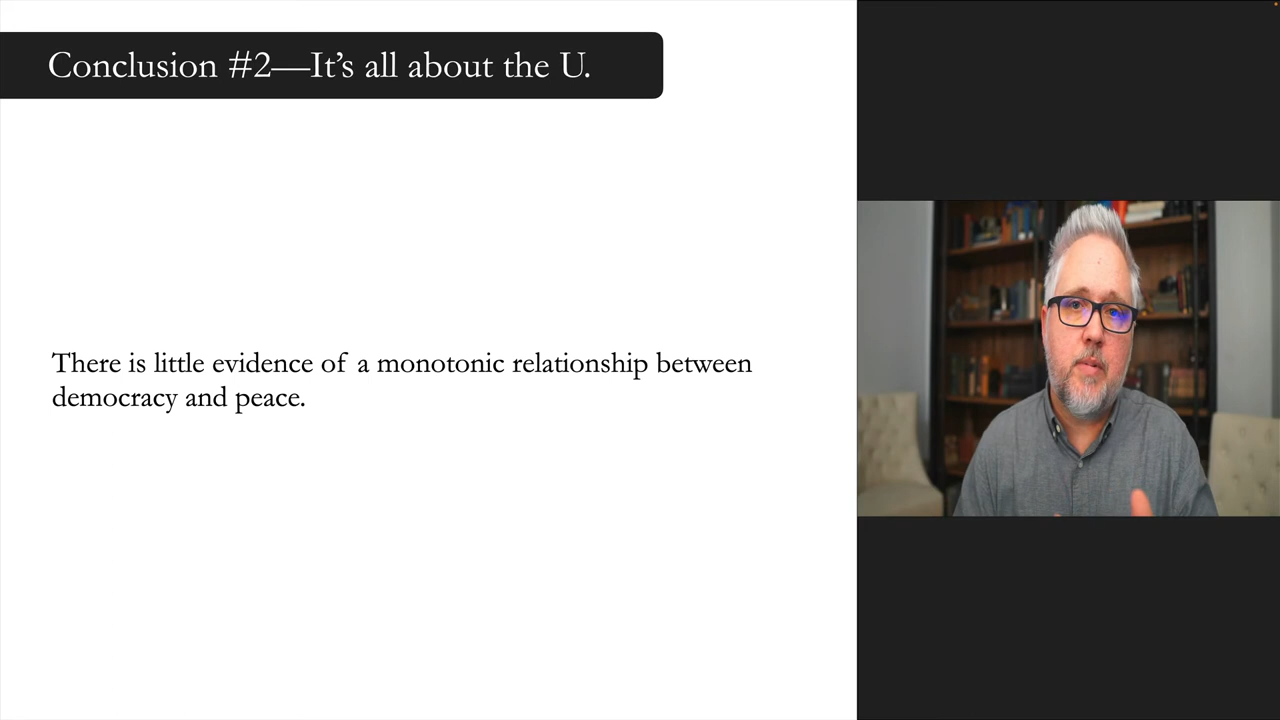 Conclusion #2—It’s all about the U.
There is little evidence of a monotonic relationship between
democracy and peace.